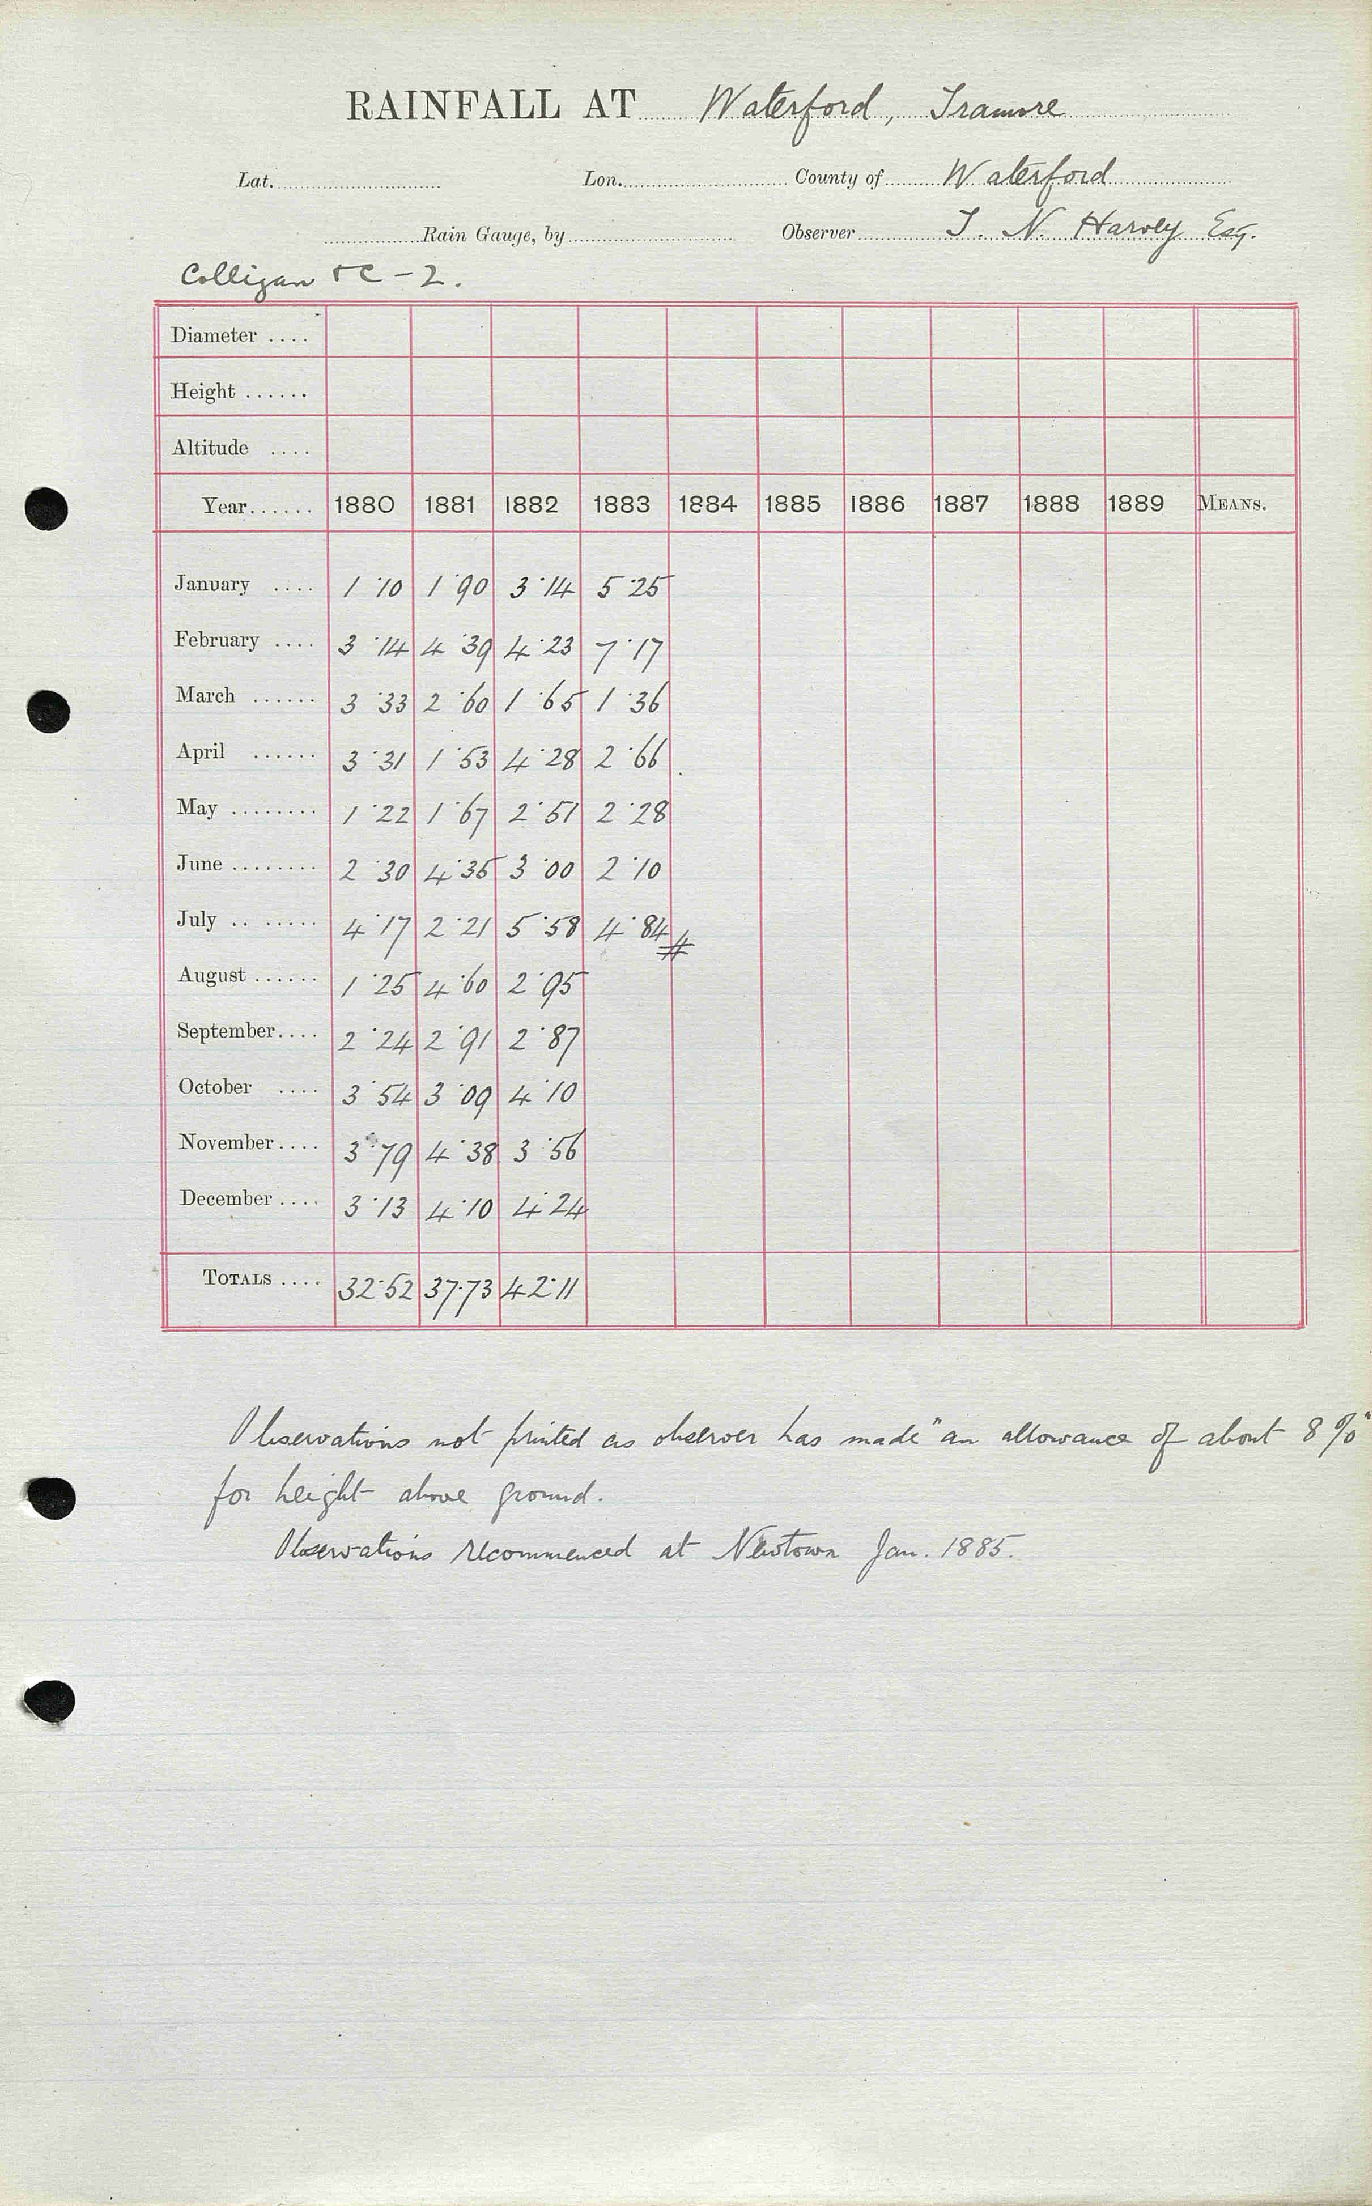 RAINFALL AT Waterford, Tramore
Lat. Lon. County of Waterford
Rain Gauge, by Observer T. N. Harvey Esq.
Colligan & C - 2.
Diameter ....
Height ......
Altitude ....
Year...... 1880 1881 1882 1883 1884 1885 1886 1887 1888 1889 MEANS.
January .... 1·10 1·90 3·14 5·25
February .... 3·14 4·39 4·23 7·17
March ...... 3·33 2·60 1·65 1·36
April ...... 3·31 1·53 4·28 2·66
May ........ 1·22 1·67 2·51 2·28
June ........ 2·30 4·35 3·00 2·10
July ........ 4·17 2·21 5·58 4·84 #
August ...... 1·25 4·60 2·95
September.... 2·24 2·91 2·87
October .... 3·54 3·09 4·10
November.... 3·79 4·38 3·56
December .... 3·13 4·10 4·24
TOTALS .... 32·52 37·73 42·11
Observations not printed as observer has made "an allowance of about 8%"
for height above ground.
Observations recommenced at Newtown Jan. 1885.